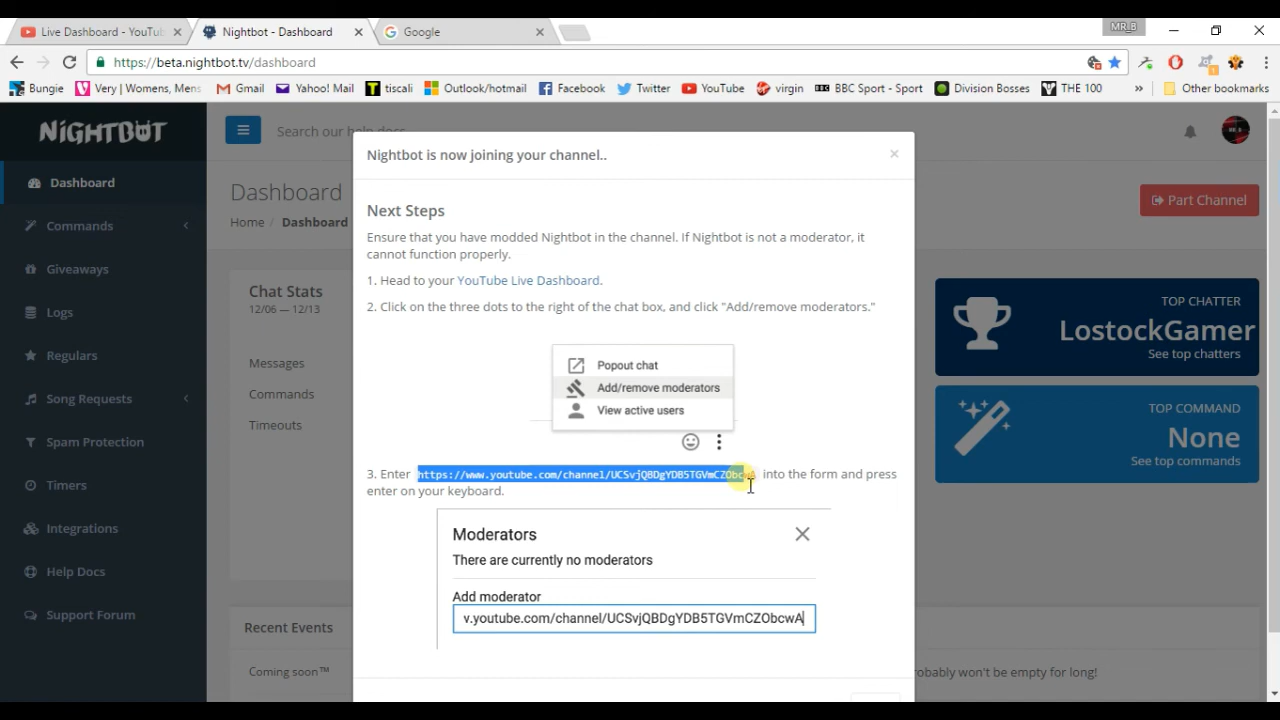 MR_B
Live Dashboard - YouTu
Nightbot - Dashboard
Google
https://beta.nightbot.tv/dashboard
Bungie
Very | Womens, Mens
Gmail
Yahoo! Mail
tiscali
Outlook/hotmail
Facebook
Twitter
YouTube
virgin
BBC Sport - Sport
Division Bosses
THE 100
»
Other bookmarks
NIGHTBOT
Search our help docs
Dashboard
Commands
Giveaways
Logs
Regulars
Song Requests
Spam Protection
Timers
Integrations
Help Docs
Support Forum
Dashboard
Home / Dashboard
Part Channel
Chat Stats
12/06 — 12/13
Messages
Commands
Timeouts
TOP CHATTER
LostockGamer
See top chatters
TOP COMMAND
None
See top commands
Recent Events
Coming soon™
probably won't be empty for long!
Nightbot is now joining your channel..
×
Next Steps
Ensure that you have modded Nightbot in the channel. If Nightbot is not a moderator, it
cannot function properly.
1. Head to your YouTube Live Dashboard.
2. Click on the three dots to the right of the chat box, and click "Add/remove moderators."
Popout chat
Add/remove moderators
View active users
3. Enter https://www.youtube.com/channel/UCSvjQBDgYDB5TGVmCZObcwA into the form and press
enter on your keyboard.
Moderators
There are currently no moderators
Add moderator
v.youtube.com/channel/UCSvjQBDgYDB5TGVmCZObcwA